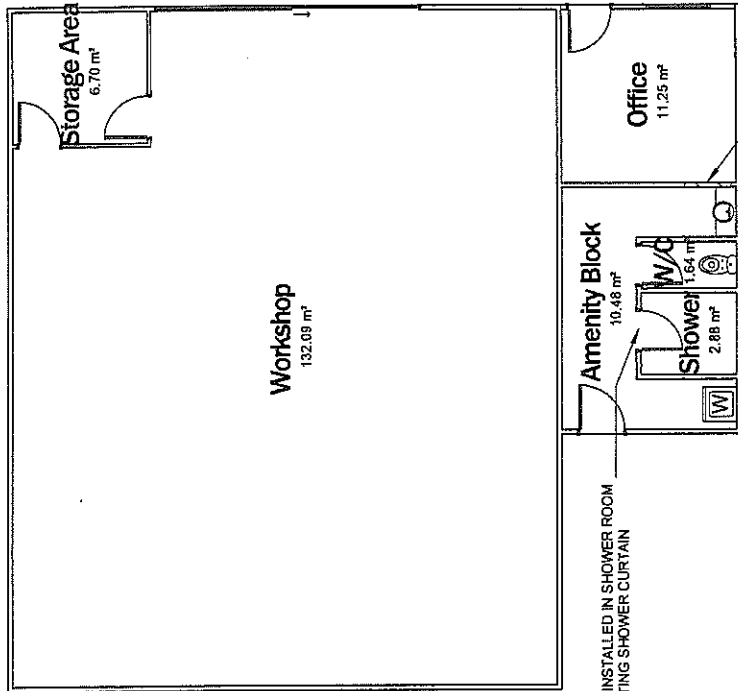 Storage Area
6.70 m²
Office
11.25 m²
Workshop
132.09 m²
Amenity Block
10.48 m²
W/C
1.64 m
Shower
2.88 m²
W
INSTALLED IN SHOWER ROOM
TING SHOWER CURTAIN